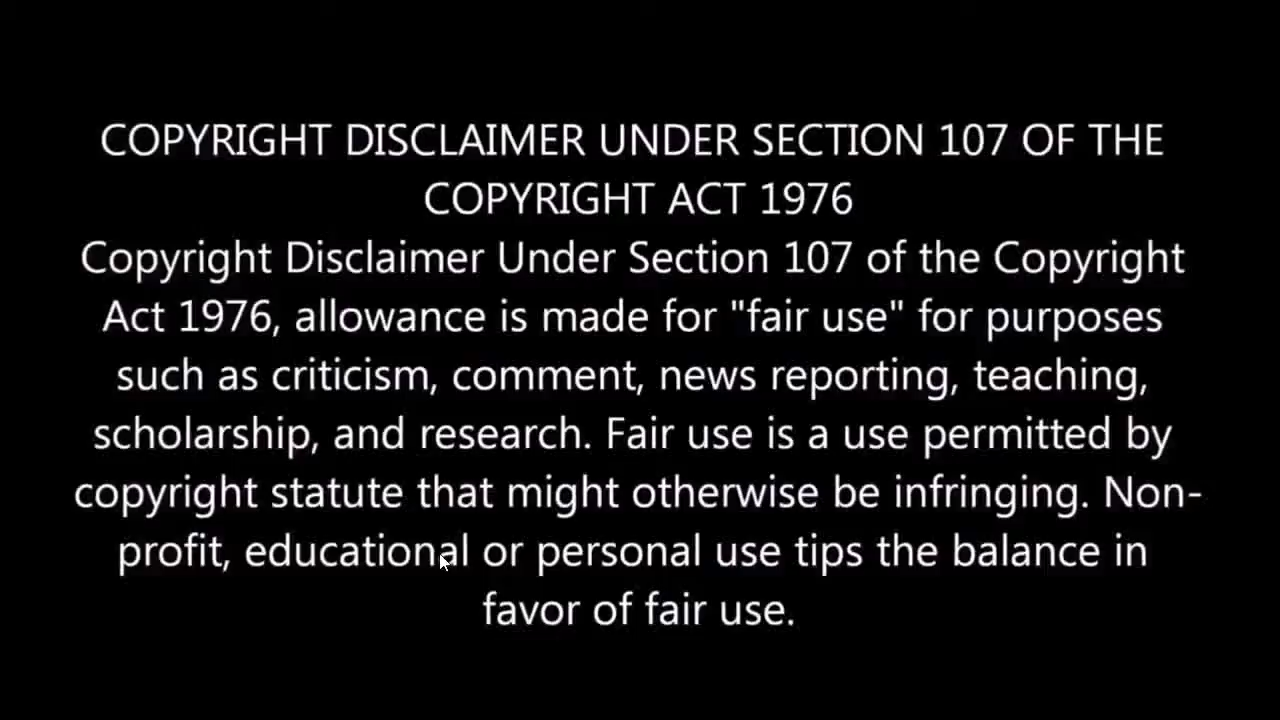 COPYRIGHT DISCLAIMER UNDER SECTION 107 OF THE
COPYRIGHT ACT 1976
Copyright Disclaimer Under Section 107 of the Copyright
Act 1976, allowance is made for "fair use" for purposes
such as criticism, comment, news reporting, teaching,
scholarship, and research. Fair use is a use permitted by
copyright statute that might otherwise be infringing. Non-
profit, educational or personal use tips the balance in
favor of fair use.